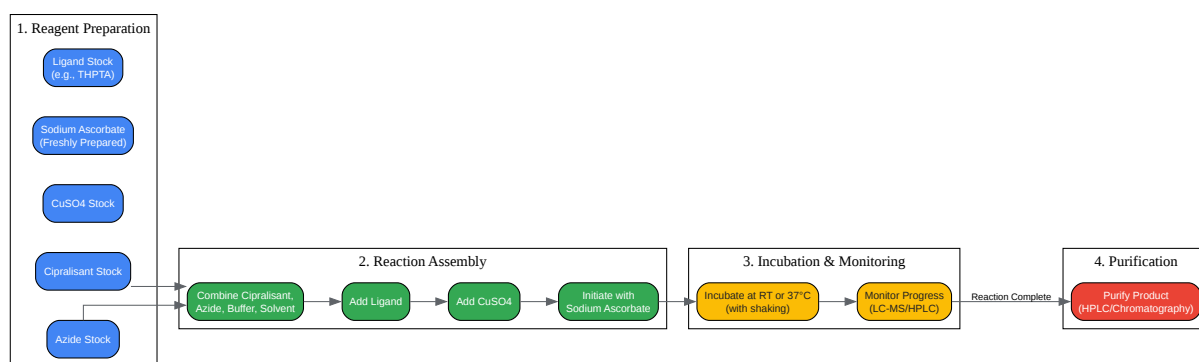 1. Reagent Preparation
Ligand Stock
(e.g., THPTA)
Sodium Ascorbate
(Freshly Prepared)
CuSO4 Stock
Cipralisant Stock
Azide Stock
2. Reaction Assembly
Combine Cipralisant,
Azide, Buffer, Solvent
Add Ligand
Add CuSO4
Initiate with
Sodium Ascorbate
3. Incubation & Monitoring
Incubate at RT or 37°C
(with shaking)
Monitor Progress
(LC-MS/HPLC)
Reaction Complete
4. Purification
Purify Product
(HPLC/Chromatography)